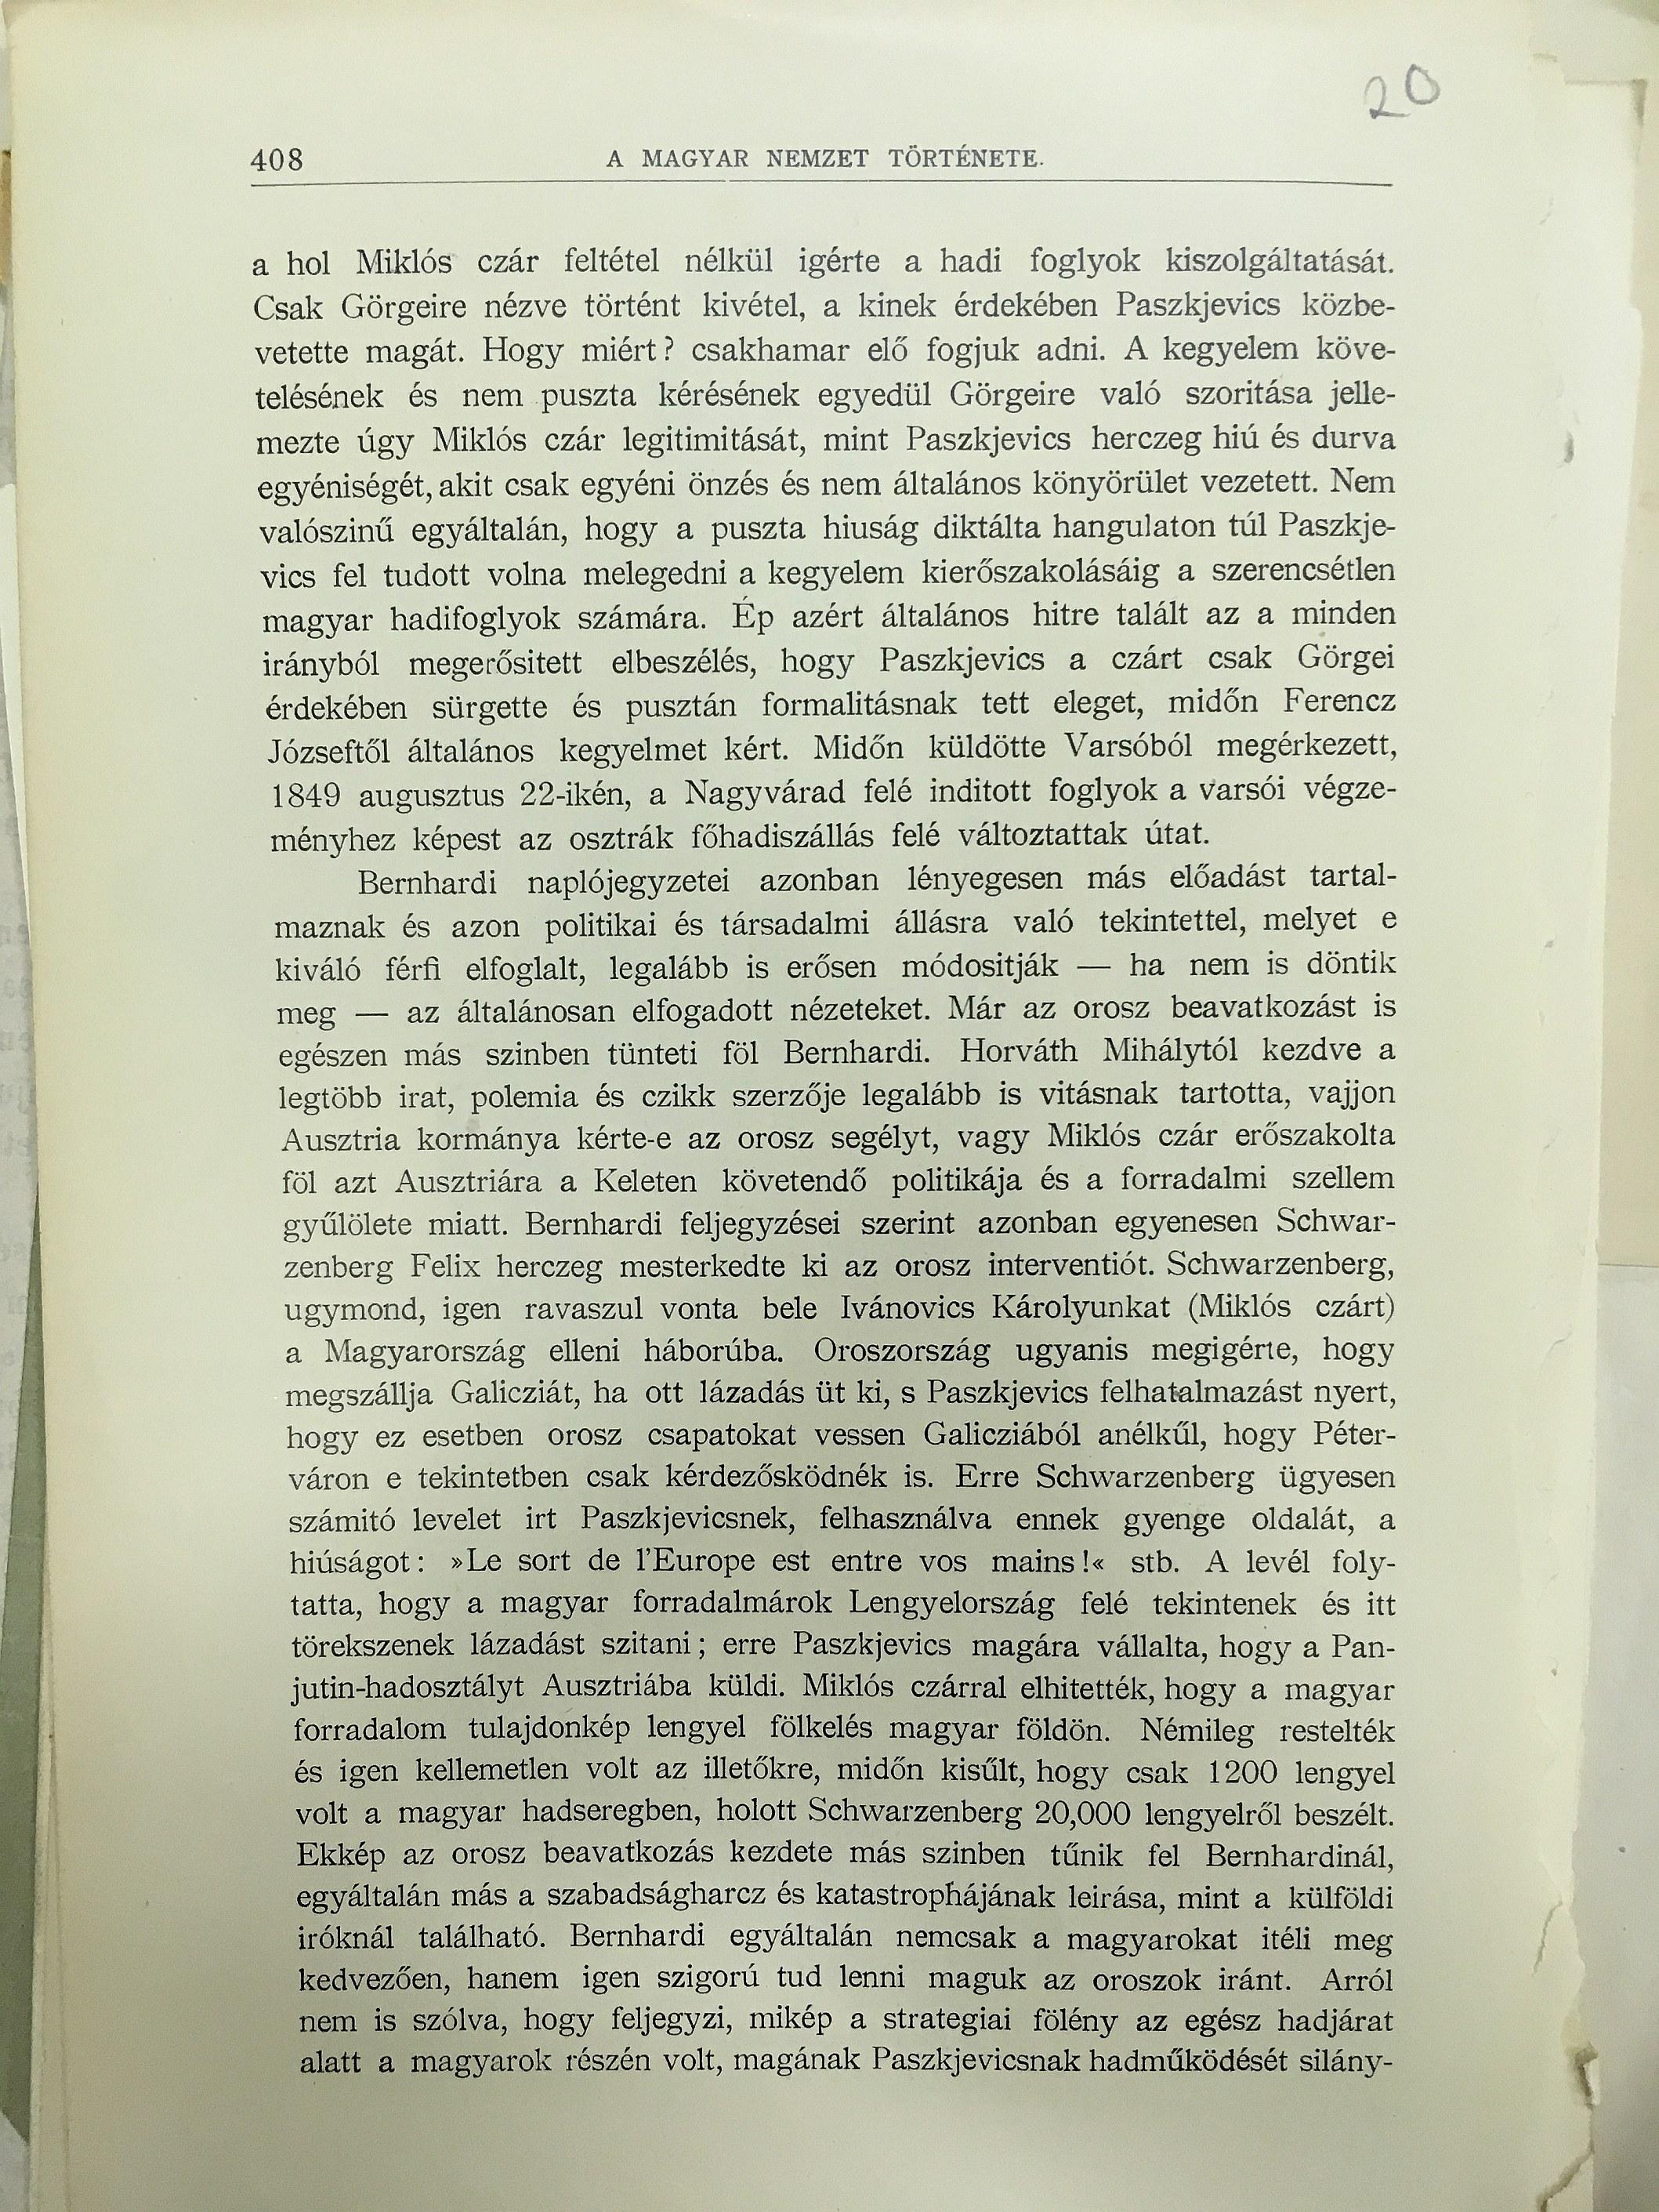 20
408 A MAGYAR NEMZET TÖRTÉNETE.
a hol Miklós czár feltétel nélkül igérte a hadi foglyok kiszolgáltatását.
Csak Görgeire nézve történt kivétel, a kinek érdekében Paszkjevics közbe-
vetette magát. Hogy miért? csakhamar elő fogjuk adni. A kegyelem köve-
telésének és nem puszta kérésének egyedül Görgeire való szoritása jelle-
mezte úgy Miklós czár legitimitását, mint Paszkjevics herczeg hiú és durva
egyéniségét, akit csak egyéni önzés és nem általános könyörület vezetett. Nem
valószinű egyáltalán, hogy a puszta hiuság diktálta hangulaton túl Paszkje-
vics fel tudott volna melegedni a kegyelem kierőszakolásáig a szerencsétlen
magyar hadifoglyok számára. Ép azért általános hitre talált az a minden
irányból megerősitett elbeszélés, hogy Paszkjevics a czárt csak Görgei
érdekében sürgette és pusztán formalitásnak tett eleget, midőn Ferencz
Józseftől általános kegyelmet kért. Midőn küldötte Varsóból megérkezett,
1849 augusztus 22-ikén, a Nagyvárad felé inditott foglyok a varsói végze-
ményhez képest az osztrák főhadiszállás felé változtattak útat.
Bernhardi naplójegyzetei azonban lényegesen más előadást tartal-
maznak és azon politikai és társadalmi állásra való tekintettel, melyet e
kiváló férfi elfoglalt, legalább is erősen módositják — ha nem is döntik
meg — az általánosan elfogadott nézeteket. Már az orosz beavatkozást is
egészen más szinben tünteti föl Bernhardi. Horváth Mihálytól kezdve a
legtöbb irat, polemia és czikk szerzője legalább is vitásnak tartotta, vajjon
Ausztria kormánya kérte-e az orosz segélyt, vagy Miklós czár erőszakolta
föl azt Ausztriára a Keleten követendő politikája és a forradalmi szellem
gyűlölete miatt. Bernhardi feljegyzései szerint azonban egyenesen Schwar-
zenberg Felix herczeg mesterkedte ki az orosz interventiót. Schwarzenberg,
ugymond, igen ravaszul vonta bele Ivánovics Károlyunkat (Miklós czárt)
a Magyarország elleni háborúba. Oroszország ugyanis megigérte, hogy
megszállja Galicziát, ha ott lázadás üt ki, s Paszkjevics felhatalmazást nyert,
hogy ez esetben orosz csapatokat vessen Galicziából anélkűl, hogy Péter-
váron e tekintetben csak kérdezősködnék is. Erre Schwarzenberg ügyesen
számitó levelet irt Paszkjevicsnek, felhasználva ennek gyenge oldalát, a
hiúságot: »Le sort de l'Europe est entre vos mains!« stb. A levél foly-
tatta, hogy a magyar forradalmárok Lengyelország felé tekintenek és itt
törekszenek lázadást szitani; erre Paszkjevics magára vállalta, hogy a Pan-
jutin-hadosztályt Ausztriába küldi. Miklós czárral elhitették, hogy a magyar
forradalom tulajdonkép lengyel fölkelés magyar földön. Némileg restelték
és igen kellemetlen volt az illetőkre, midőn kisűlt, hogy csak 1200 lengyel
volt a magyar hadseregben, holott Schwarzenberg 20,000 lengyelről beszélt.
Ekkép az orosz beavatkozás kezdete más szinben tűnik fel Bernhardinál,
egyáltalán más a szabadságharcz és katastrophájának leirása, mint a külföldi
iróknál található. Bernhardi egyáltalán nemcsak a magyarokat itéli meg
kedvezően, hanem igen szigorú tud lenni maguk az oroszok iránt. Arról
nem is szólva, hogy feljegyzi, mikép a strategiai fölény az egész hadjárat
alatt a magyarok részén volt, magának Paszkjevicsnak hadműködését silány-